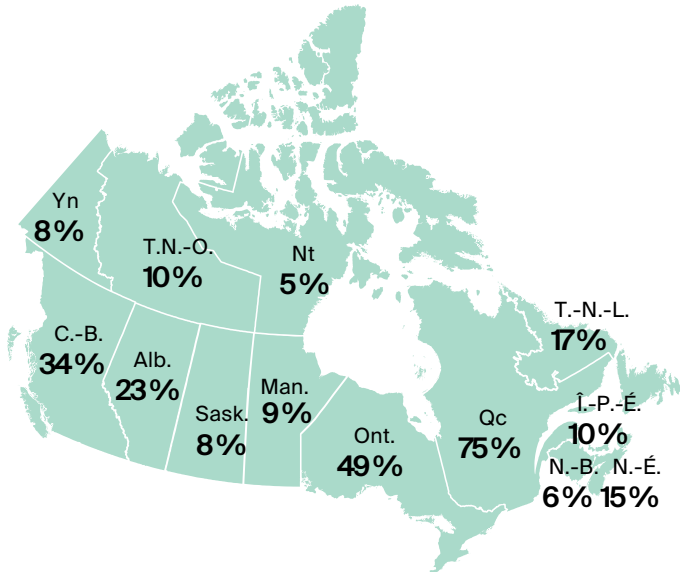 Yn
8%
T.N.-O.
10%
Nt
5%
C.-B.
34%
Alb.
23%
Sask.
8%
Man.
9%
Ont.
49%
Qc
75%
T.-N.-L.
17%
Î.-P.-É.
10%
N.-B.
6%
N.-É.
15%